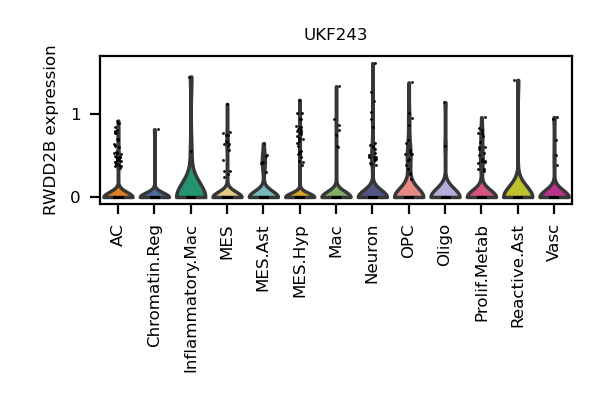 UKF243
RWDD2B expression
1
0
AC
Chromatin.Reg
Inflammatory.Mac
MES
MES.Ast
MES.Hyp
Mac
Neuron
OPC
Oligo
Prolif.Metab
Reactive.Ast
Vasc